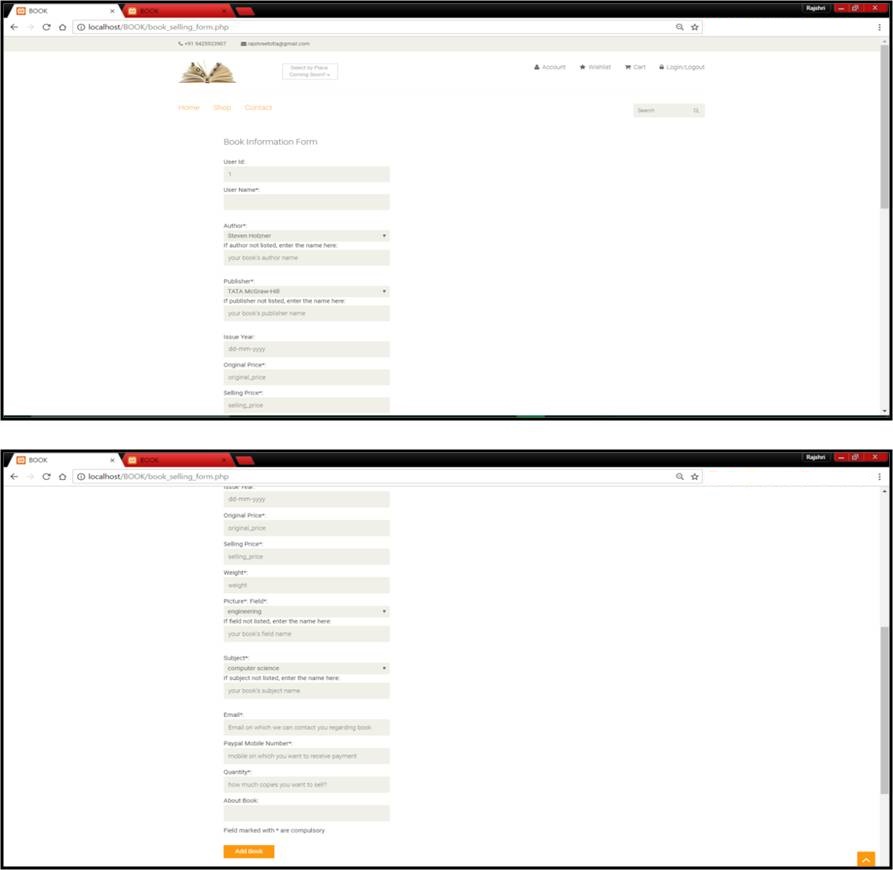 BOOK
BOOK
Rajshri
localhost/BOOK/book_selling_form.php
Select by Place
Coming Soon!!
Account Wishlist Cart Login/Logout
Home Shop Contact
Search
Book Information Form
User Id:
1
User Name*:
Author*:
Steven Holzner
If author not listed, enter the name here:
your book's author name
Publisher*:
TATA McGraw-Hill
If publisher not listed, enter the name here:
your book's publisher name
Issue Year:
dd-mm-yyyy
Original Price*:
original_price
Selling Price*:
selling_price
BOOK
BOOK
Rajshri
localhost/BOOK/book_selling_form.php
Issue Year:
dd-mm-yyyy
Original Price*:
original_price
Selling Price*:
selling_price
Weight*:
weight
Picture*: Field*:
engineering
If field not listed, enter the name here:
your book's field name
Subject*:
computer science
If subject not listed, enter the name here:
your book's subject name
Email*:
Email on which we can contact you regarding book
Paypal Mobile Number*:
mobile on which you want to receive payment
Quantity*:
how much copies you want to sell?
About Book:
Field marked with * are compulsory
Add Book